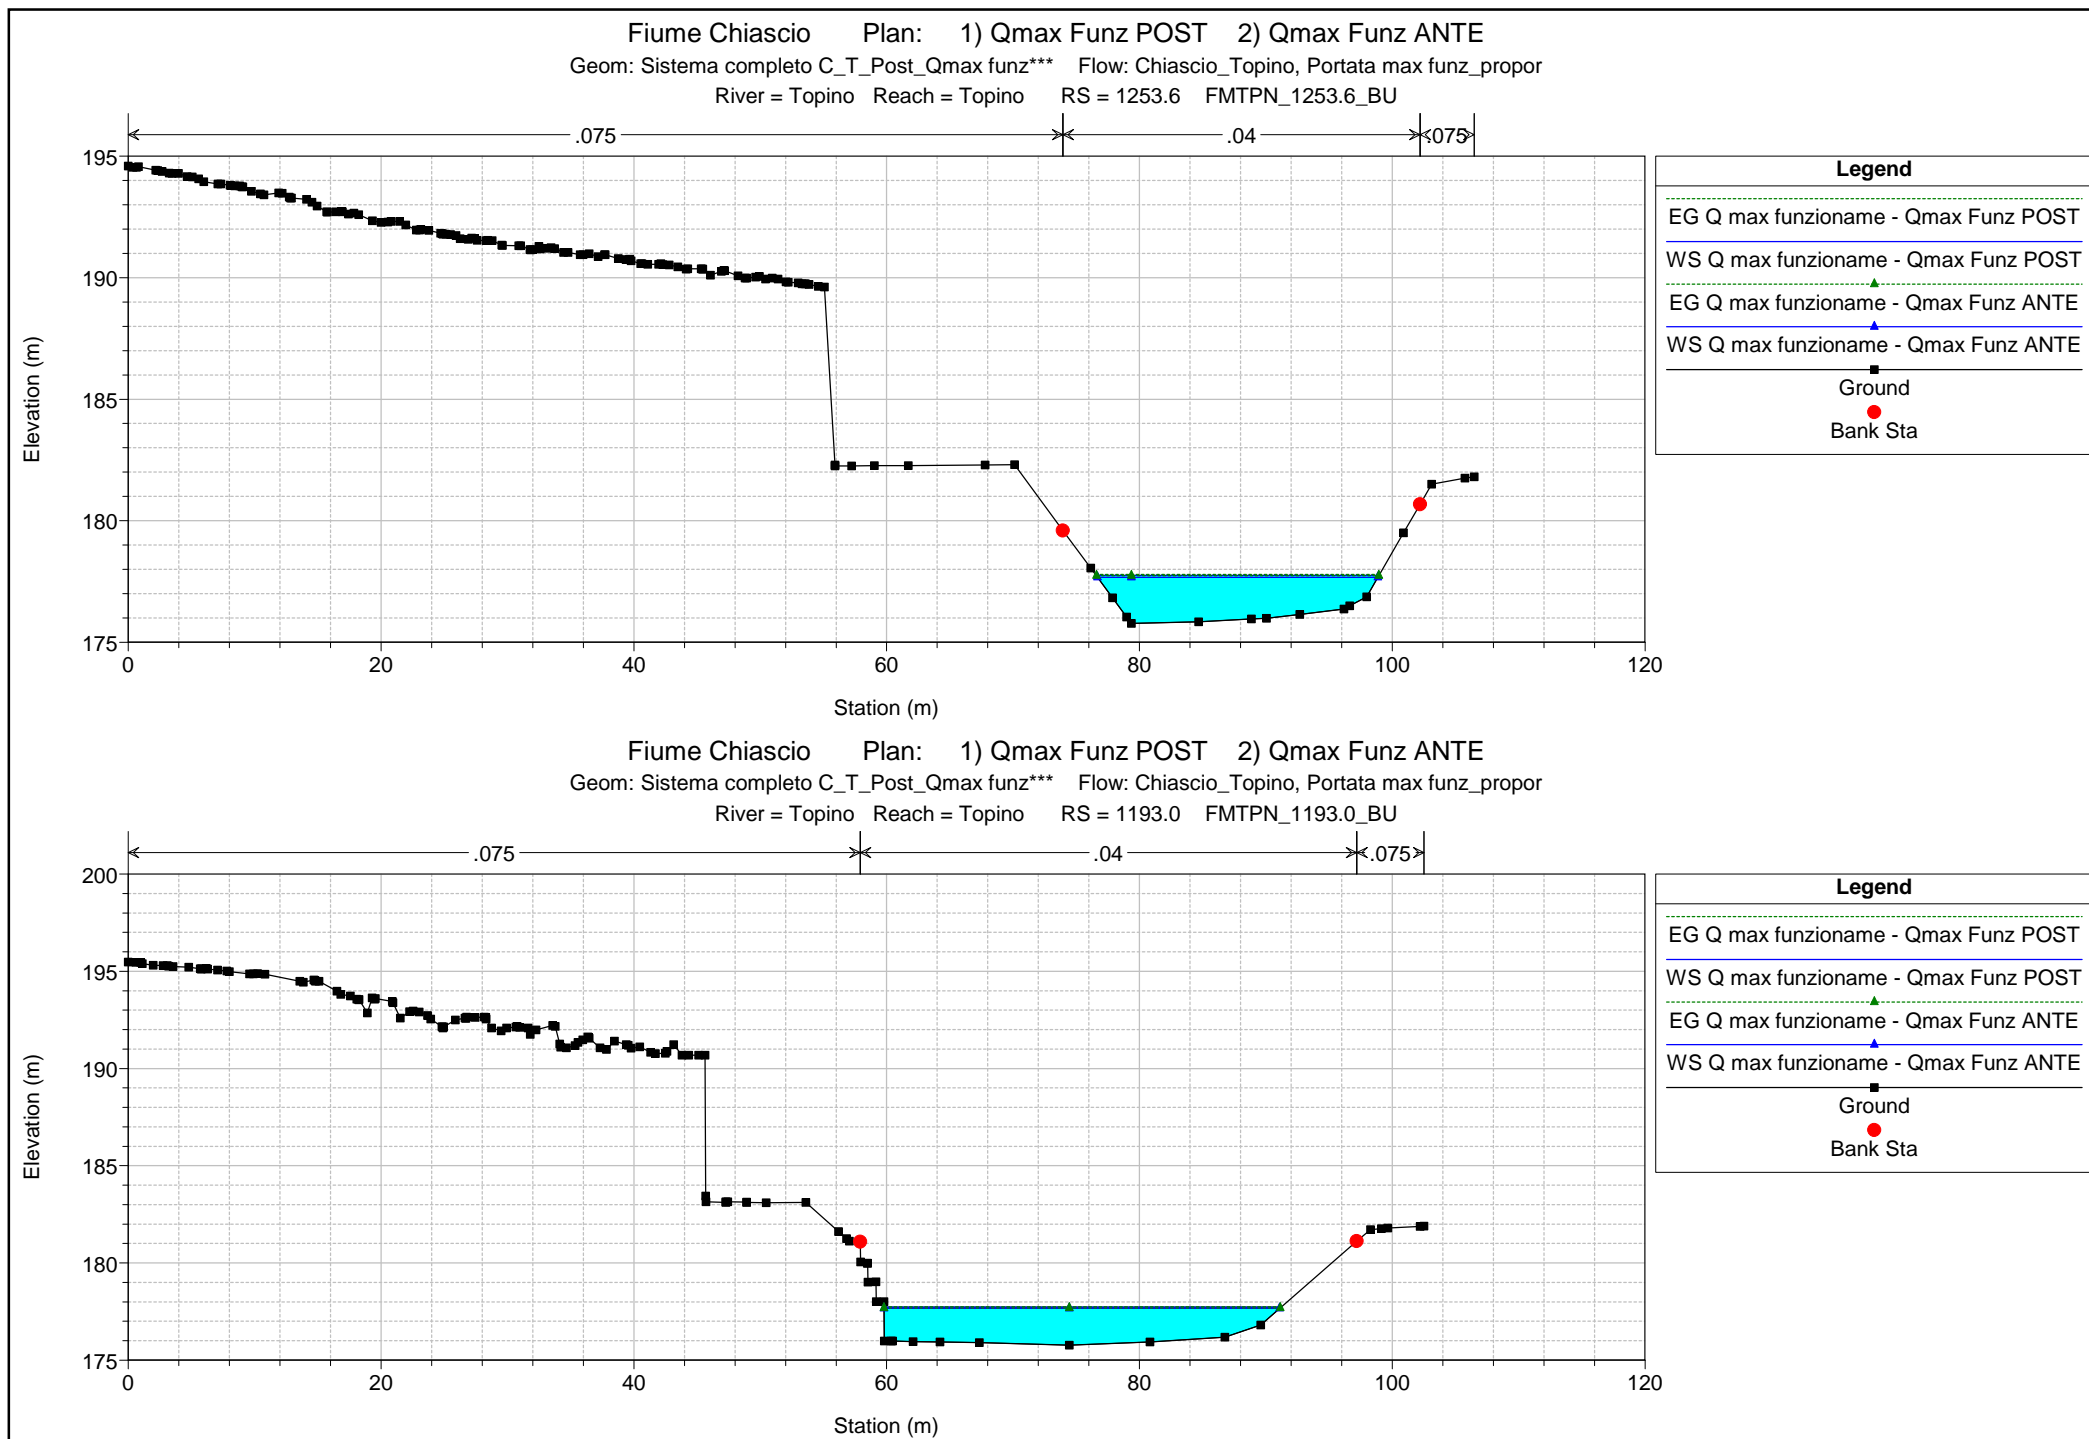 Fiume Chiascio Plan: 1) Qmax Funz POST 2) Qmax Funz ANTE
Geom: Sistema completo C_T_Post_Qmax funz*** Flow: Chiascio_Topino, Portata max funz_propor
River = Topino Reach = Topino RS = 1253.6 FMTPN_1253.6_BU
.075 .04 .075
195
190
185
180
175
Elevation (m)
0 20 40 60 80 100 120
Station (m)
Legend
EG Q max funzioname - Qmax Funz POST
WS Q max funzioname - Qmax Funz POST
EG Q max funzioname - Qmax Funz ANTE
WS Q max funzioname - Qmax Funz ANTE
Ground
Bank Sta
Fiume Chiascio Plan: 1) Qmax Funz POST 2) Qmax Funz ANTE
Geom: Sistema completo C_T_Post_Qmax funz*** Flow: Chiascio_Topino, Portata max funz_propor
River = Topino Reach = Topino RS = 1193.0 FMTPN_1193.0_BU
.075 .04 .075
200
195
190
185
180
175
Elevation (m)
0 20 40 60 80 100 120
Station (m)
Legend
EG Q max funzioname - Qmax Funz POST
WS Q max funzioname - Qmax Funz POST
EG Q max funzioname - Qmax Funz ANTE
WS Q max funzioname - Qmax Funz ANTE
Ground
Bank Sta